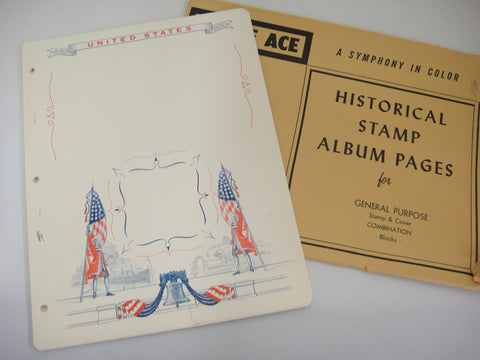 UNITED STATES
ACE
A SYMPHONY IN COLOR
HISTORICAL
STAMP
ALBUM PAGES
for
GENERAL PURPOSE
Stamp & Cover
COMBINATION
- Blocks -